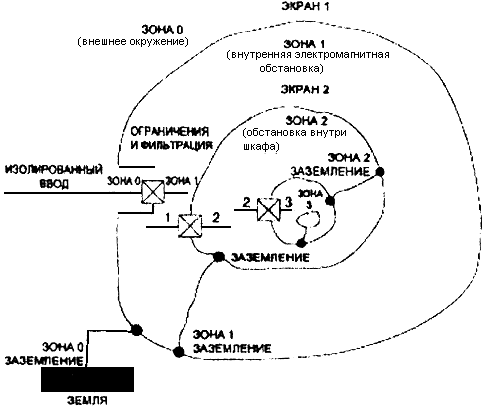 ЭКРАН 1
ЗОНА 0
(внешнее окружение)
ЗОНА 1
(внутренняя электромагнитная
обстановка)
ЭКРАН 2
ЗОНА 2
(обстановка внутри
шкафа)
ОГРАНИЧЕНИЯ
И ФИЛЬТРАЦИЯ
ИЗОЛИРОВАННЫЙ
ВВОД
ЗОНА 0
ЗОНА 1
ЗОНА 2
ЗАЗЕМЛЕНИЕ
ЗОНА
3
2
3
1
2
ЗАЗЕМЛЕНИЕ
ЗОНА 0
ЗАЗЕМЛЕНИЕ
ЗОНА 1
ЗАЗЕМЛЕНИЕ
ЗЕМЛЯ